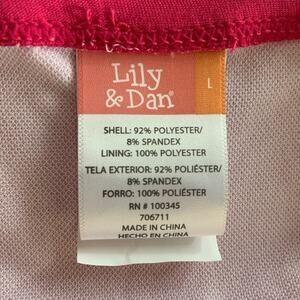 Lily
& Dan®
L
SHELL: 92% POLYESTER/
8% SPANDEX
LINING: 100% POLYESTER
TELA EXTERIOR: 92% POLIÉSTER/
8% SPANDEX
FORRO: 100% POLIÉSTER
RN # 100345
706711
MADE IN CHINA
HECHO EN CHINA